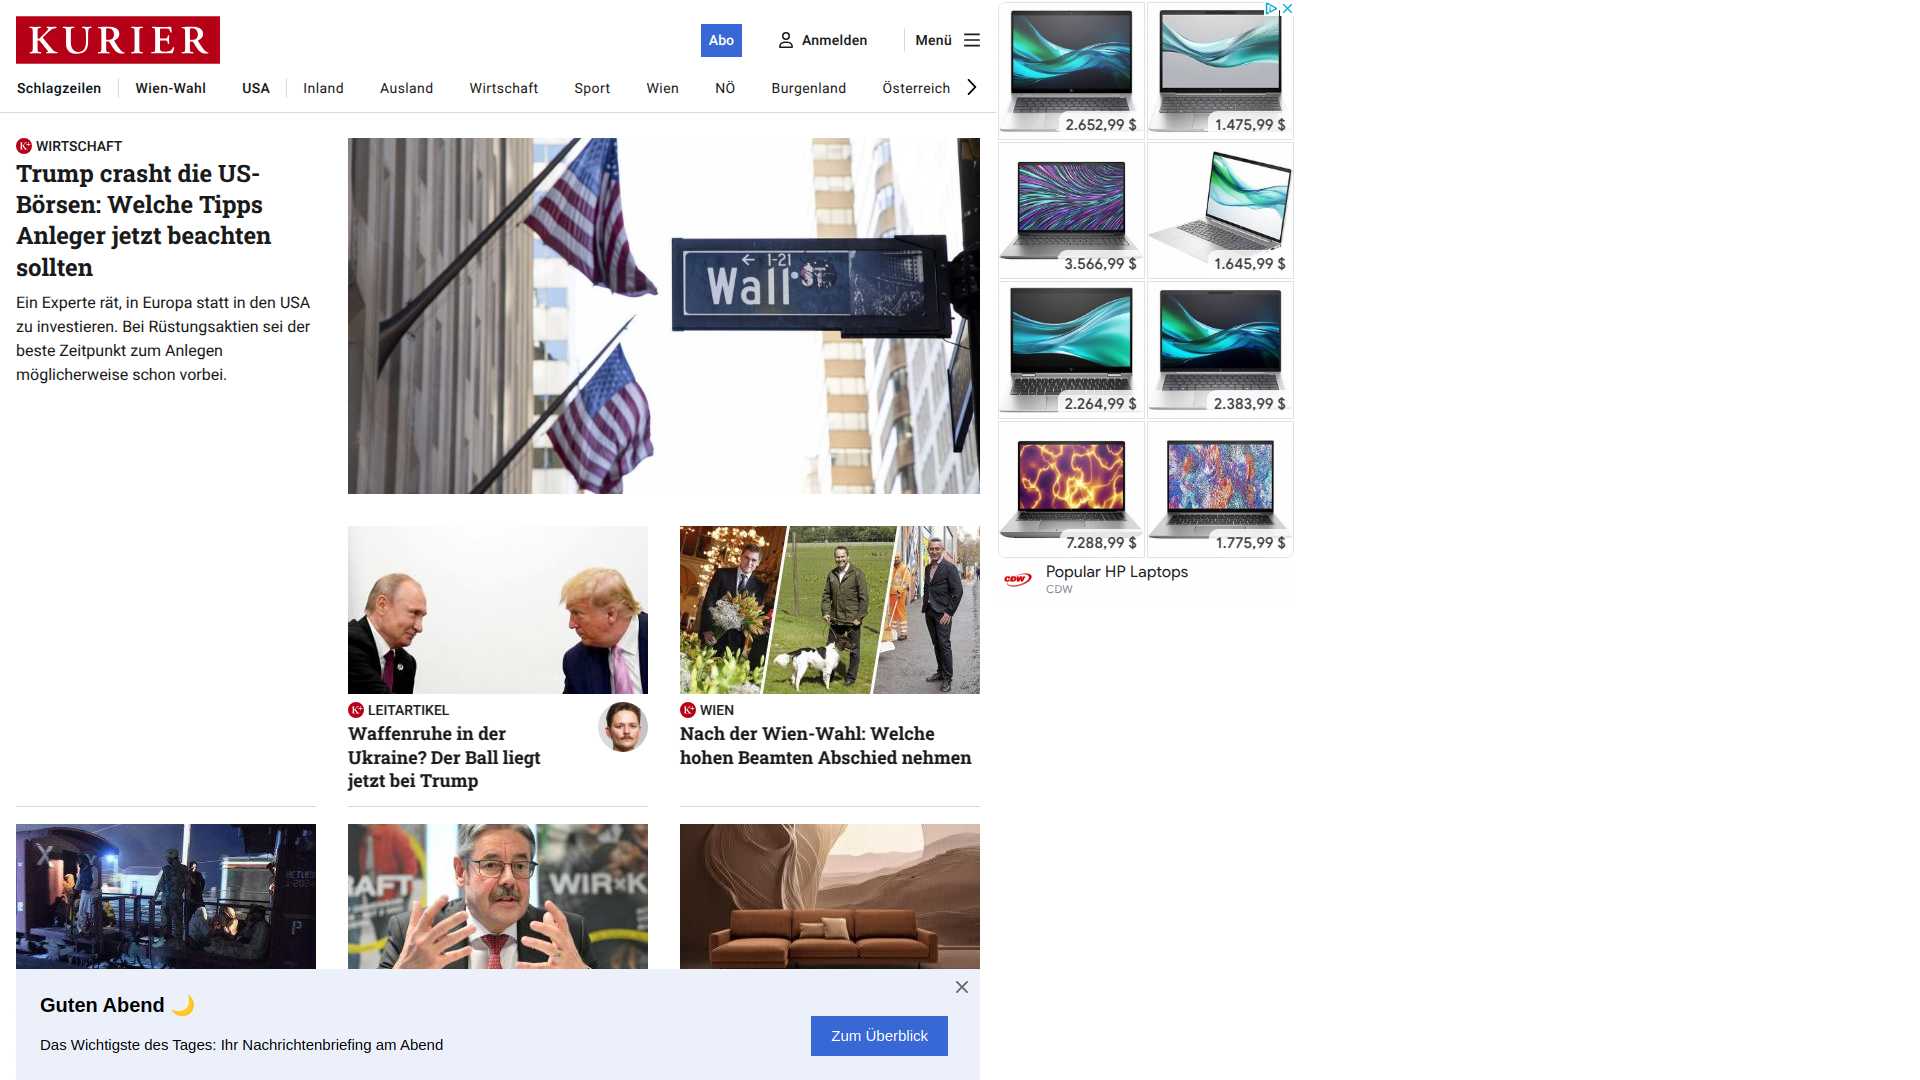 KURIER
Abo
Anmelden
Menü
Schlagzeilen
Wien-Wahl
USA
Inland
Ausland
Wirtschaft
Sport
Wien
NÖ
Burgenland
Österreich
WIRTSCHAFT
Trump crasht die US-
Börsen: Welche Tipps
Anleger jetzt beachten
sollten
Ein Experte rät, in Europa statt in den USA
zu investieren. Bei Rüstungsaktien sei der
beste Zeitpunkt zum Anlegen
möglicherweise schon vorbei.
← 1-21
Wall ST
LEITARTIKEL
Waffenruhe in der
Ukraine? Der Ball liegt
jetzt bei Trump
WIEN
Nach der Wien-Wahl: Welche
hohen Beamten Abschied nehmen
RAFT
WIR
K
Guten Abend 🌙
Das Wichtigste des Tages: Ihr Nachrichtenbriefing am Abend
Zum Überblick
2.652,99 $
1.475,99 $
3.566,99 $
1.645,99 $
2.264,99 $
2.383,99 $
7.288,99 $
1.775,99 $
CDW
Popular HP Laptops
CDW